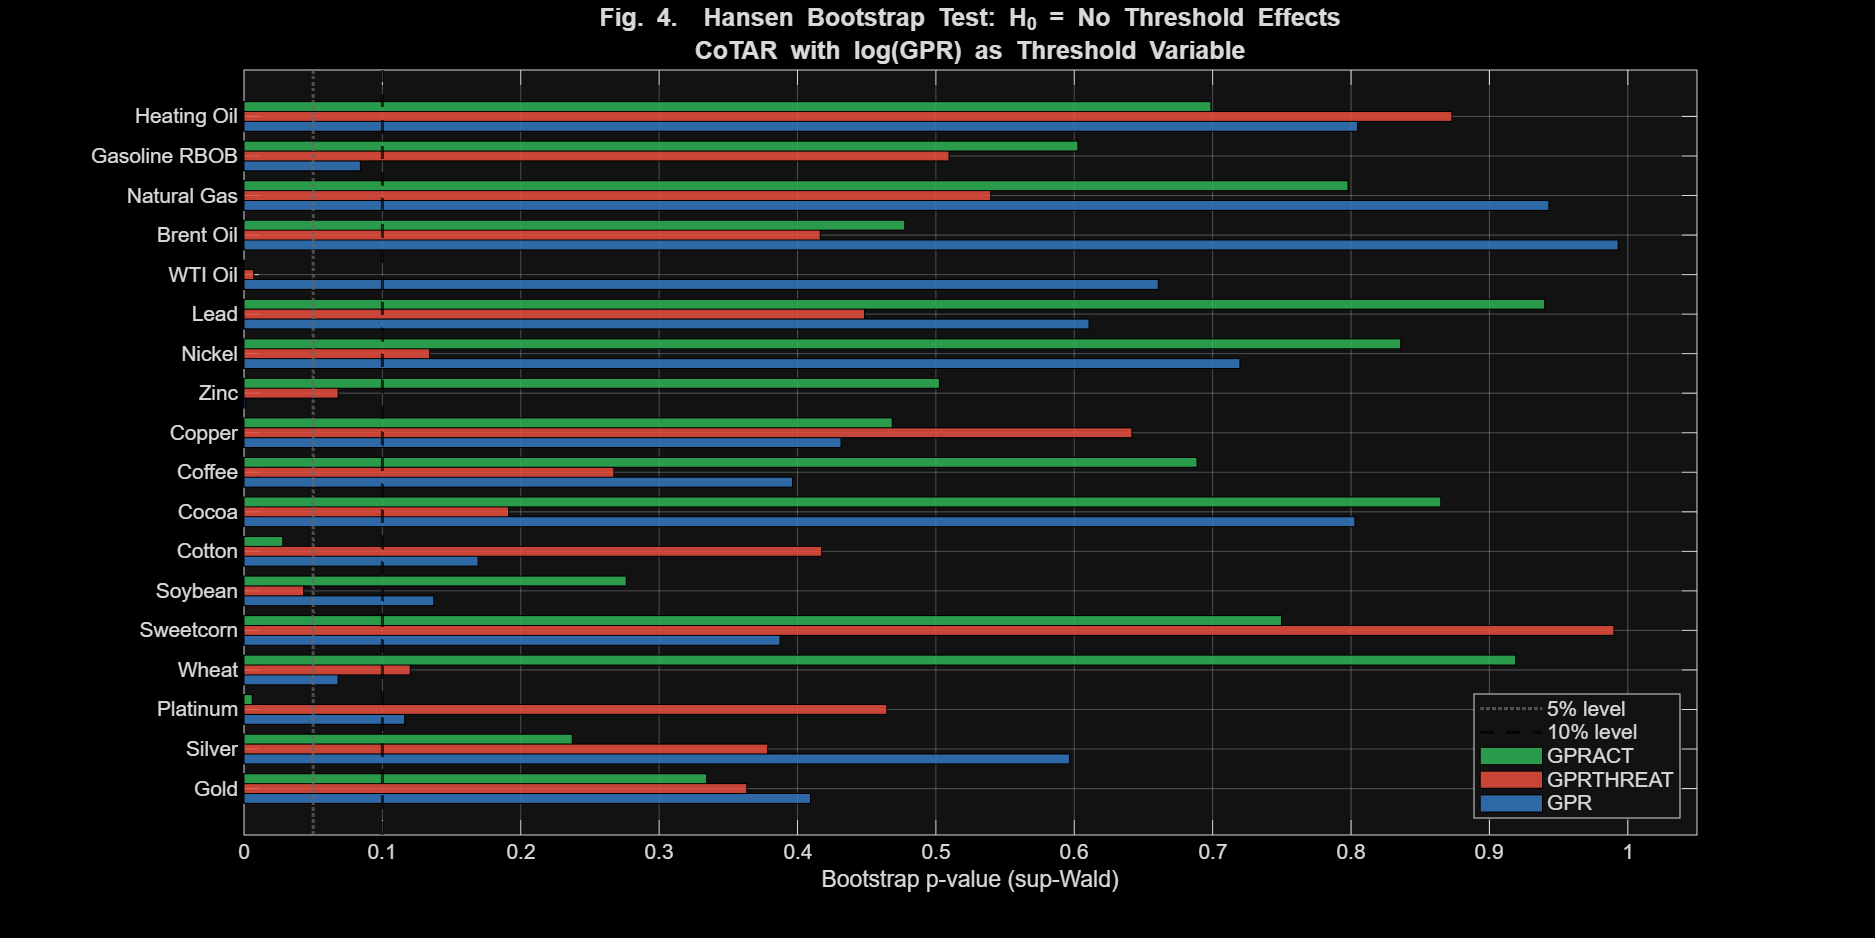 Fig. 4. Hansen Bootstrap Test: H₀ = No Threshold Effects
CoTAR with log(GPR) as Threshold Variable
Heating Oil
Gasoline RBOB
Natural Gas
Brent Oil
WTI Oil
Lead
Nickel
Zinc
Copper
Coffee
Cocoa
Cotton
Soybean
Sweetcorn
Wheat
Platinum
Silver
Gold
5% level
10% level
GPRACT
GPRTHREAT
GPR
0 0.1 0.2 0.3 0.4 0.5 0.6 0.7 0.8 0.9 1
Bootstrap p-value (sup-Wald)